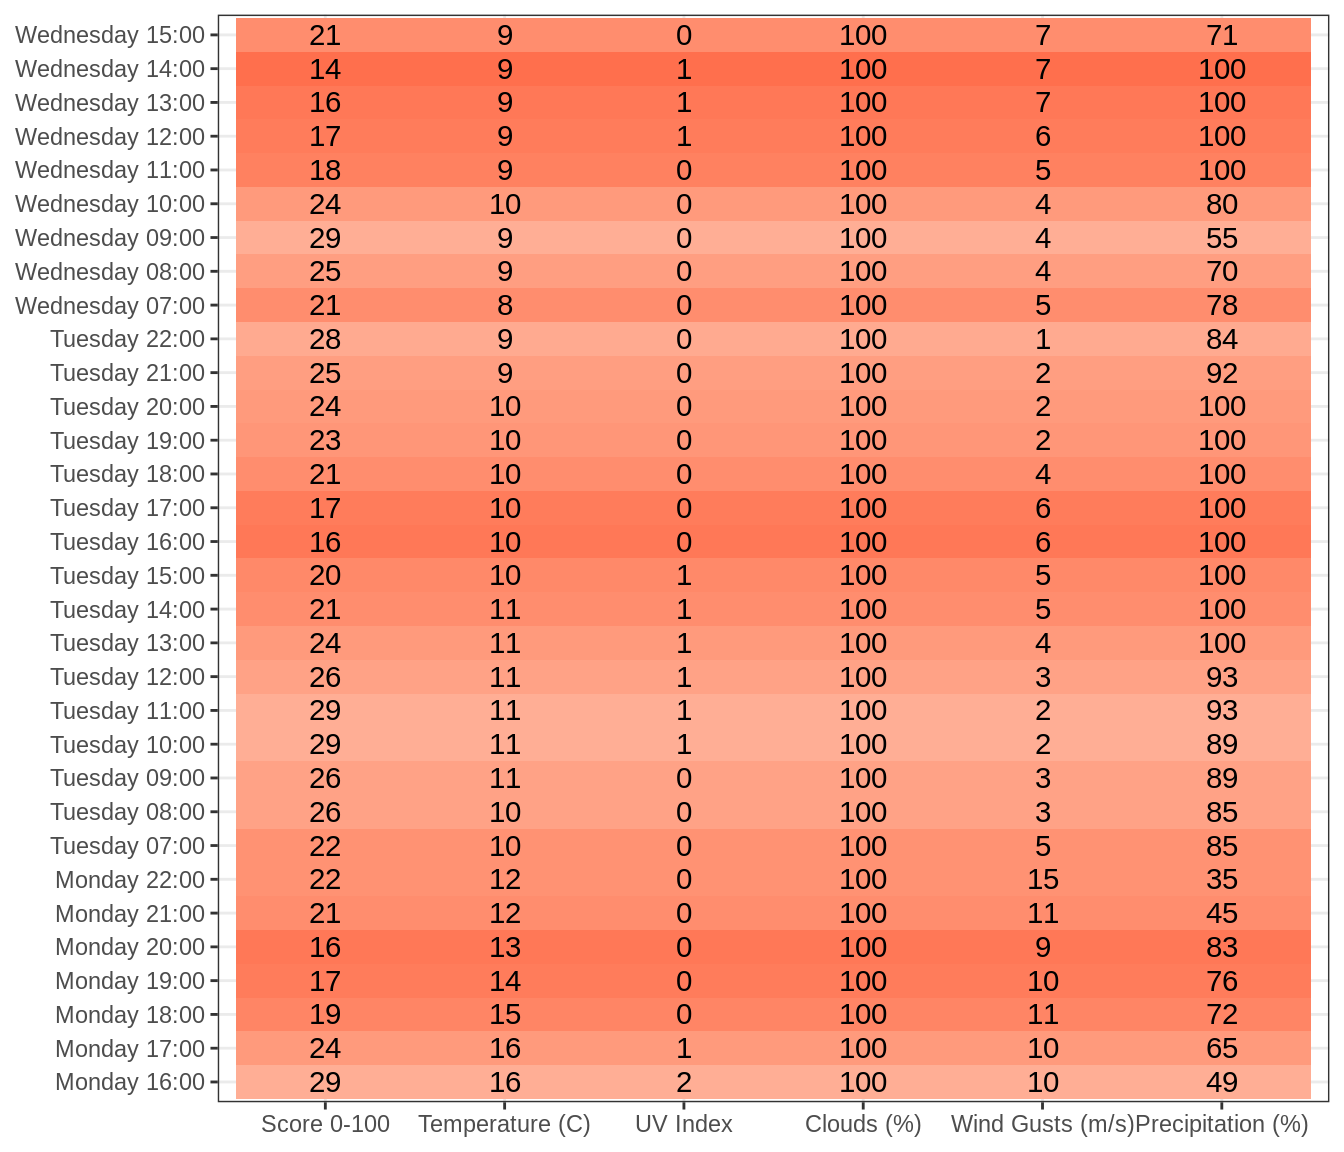 Wednesday 15:00 21 9 0 100 7 71
Wednesday 14:00 14 9 1 100 7 100
Wednesday 13:00 16 9 1 100 7 100
Wednesday 12:00 17 9 1 100 6 100
Wednesday 11:00 18 9 0 100 5 100
Wednesday 10:00 24 10 0 100 4 80
Wednesday 09:00 29 9 0 100 4 55
Wednesday 08:00 25 9 0 100 4 70
Wednesday 07:00 21 8 0 100 5 78
Tuesday 22:00 28 9 0 100 1 84
Tuesday 21:00 25 9 0 100 2 92
Tuesday 20:00 24 10 0 100 2 100
Tuesday 19:00 23 10 0 100 2 100
Tuesday 18:00 21 10 0 100 4 100
Tuesday 17:00 17 10 0 100 6 100
Tuesday 16:00 16 10 0 100 6 100
Tuesday 15:00 20 10 1 100 5 100
Tuesday 14:00 21 11 1 100 5 100
Tuesday 13:00 24 11 1 100 4 100
Tuesday 12:00 26 11 1 100 3 93
Tuesday 11:00 29 11 1 100 2 93
Tuesday 10:00 29 11 1 100 2 89
Tuesday 09:00 26 11 0 100 3 89
Tuesday 08:00 26 10 0 100 3 85
Tuesday 07:00 22 10 0 100 5 85
Monday 22:00 22 12 0 100 15 35
Monday 21:00 21 12 0 100 11 45
Monday 20:00 16 13 0 100 9 83
Monday 19:00 17 14 0 100 10 76
Monday 18:00 19 15 0 100 11 72
Monday 17:00 24 16 1 100 10 65
Monday 16:00 29 16 2 100 10 49
Score 0-100 Temperature (C) UV Index Clouds (%) Wind Gusts (m/s) Precipitation (%)